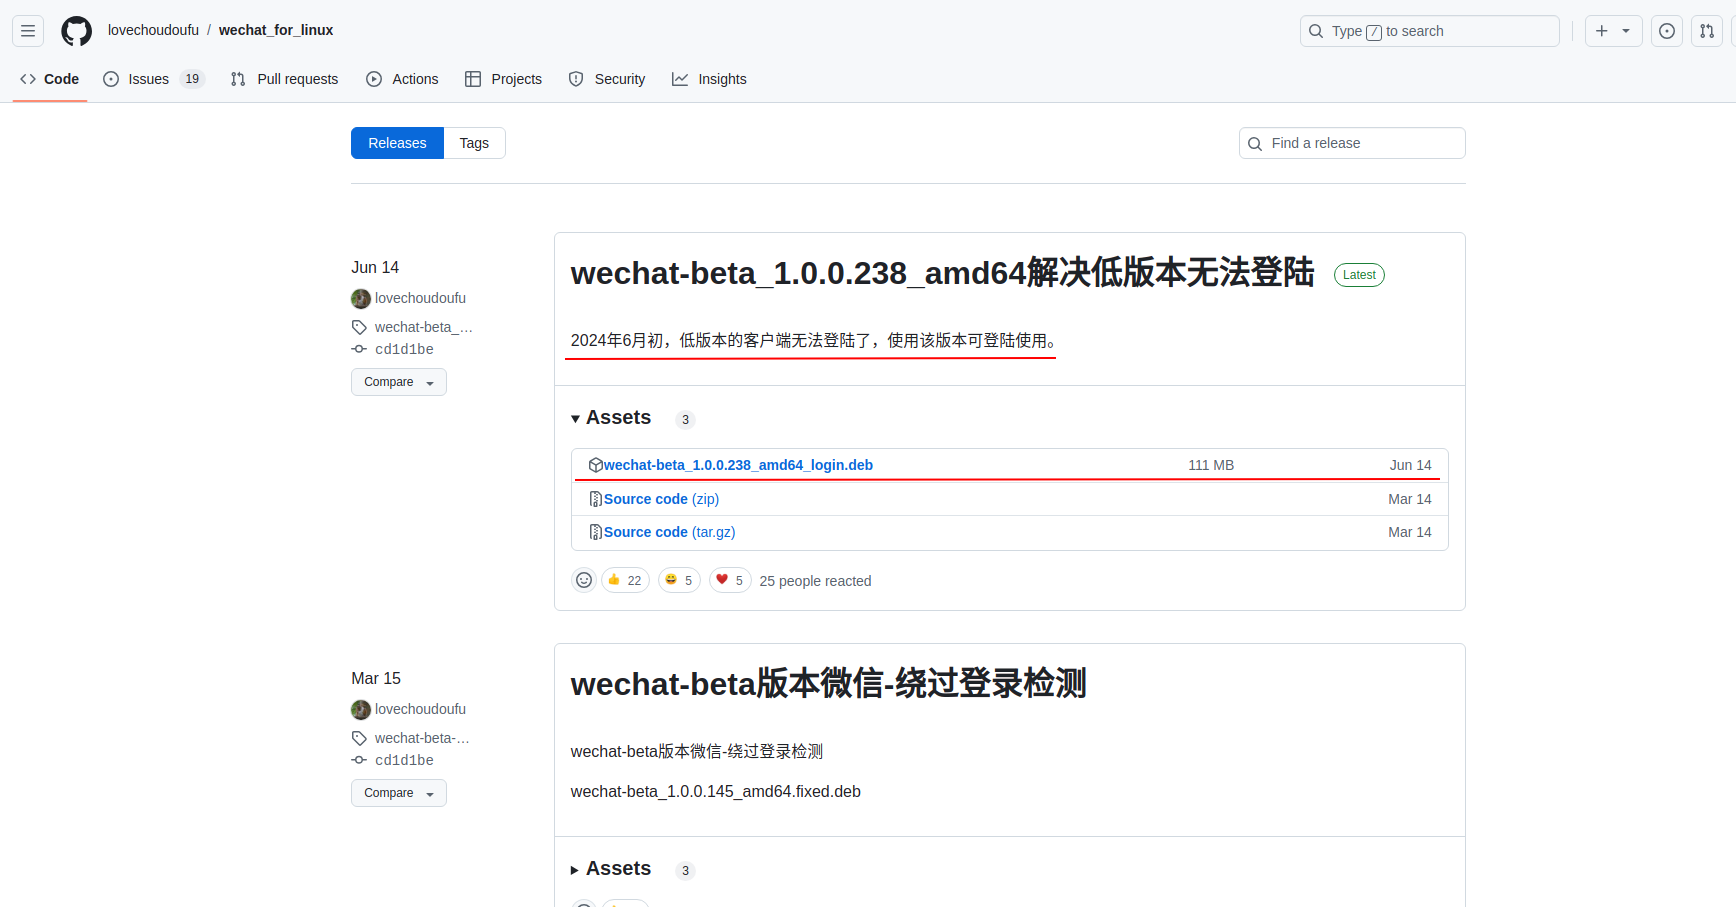 lovechoudoufu / wechat_for_linux
Type / to search
Code Issues 19 Pull requests Actions Projects Security Insights
Releases Tags
Find a release
Jun 14
lovechoudoufu
wechat-beta_…
cd1d1be
Compare
wechat-beta_1.0.0.238_amd64解决低版本无法登陆 Latest
2024年6月初，低版本的客户端无法登陆了，使用该版本可登陆使用。
Assets 3
wechat-beta_1.0.0.238_amd64_login.deb 111 MB Jun 14
Source code (zip) Mar 14
Source code (tar.gz) Mar 14
👍 22 😄 5 ❤️ 5 25 people reacted
Mar 15
lovechoudoufu
wechat-beta-…
cd1d1be
Compare
wechat-beta版本微信-绕过登录检测
wechat-beta版本微信-绕过登录检测
wechat-beta_1.0.0.145_amd64.fixed.deb
Assets 3